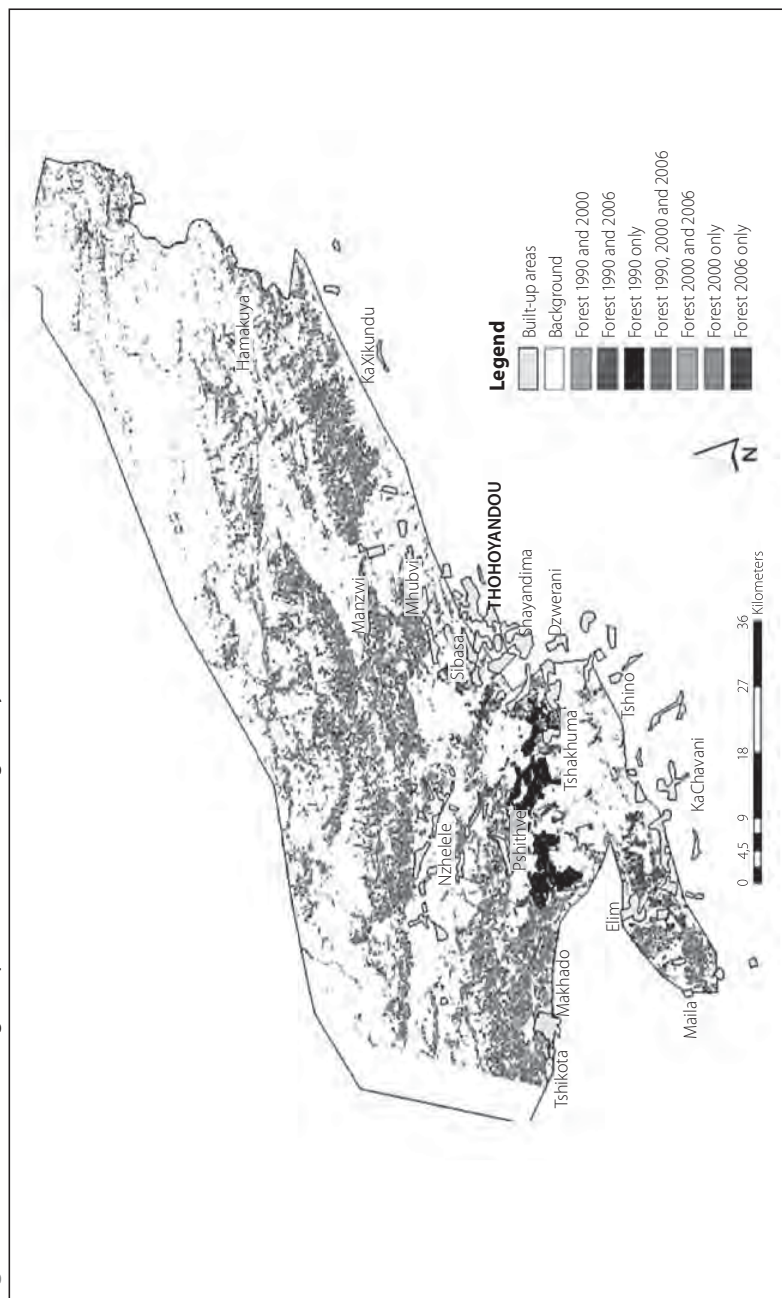 Hamakuya
KaXikundu
Manzwi
Mhubvi
Sibasa
THOHOYANDOU
Shayandima
Dzwerani
Nzhelele
Pshithve
Tshakhuma
Tshino
Elim
KaChavani
Makhado
Tshikota
Maila
Legend
Built-up areas
Background
Forest 1990 and 2000
Forest 1990 and 2006
Forest 1990 only
Forest 1990, 2000 and 2006
Forest 2000 and 2006
Forest 2000 only
Forest 2006 only
N
0 4,5 9 18 27 36
Kilometers